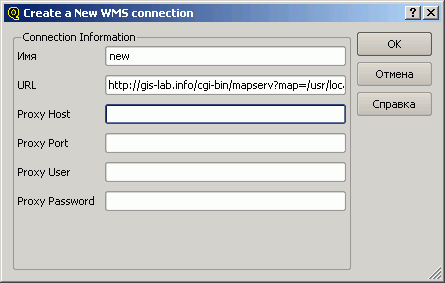 Create a New WMS connection
Connection Information
Имя new
URL http://gis-lab.info/cgi-bin/mapserv?map=/usr/loc
Proxy Host
Proxy Port
Proxy User
Proxy Password
OK
Отмена
Справка